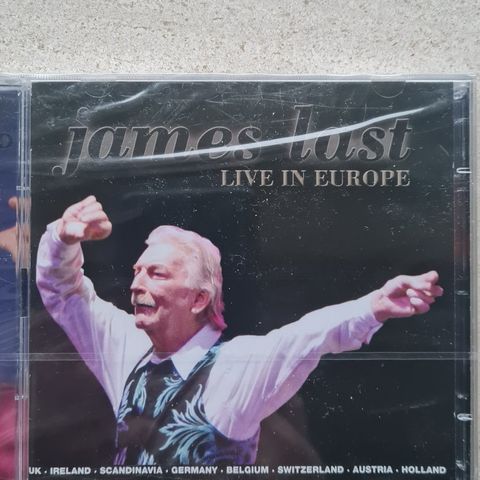 james last
LIVE IN EUROPE
UK · IRELAND · SCANDINAVIA · GERMANY · BELGIUM · SWITZERLAND · AUSTRIA · HOLLAND